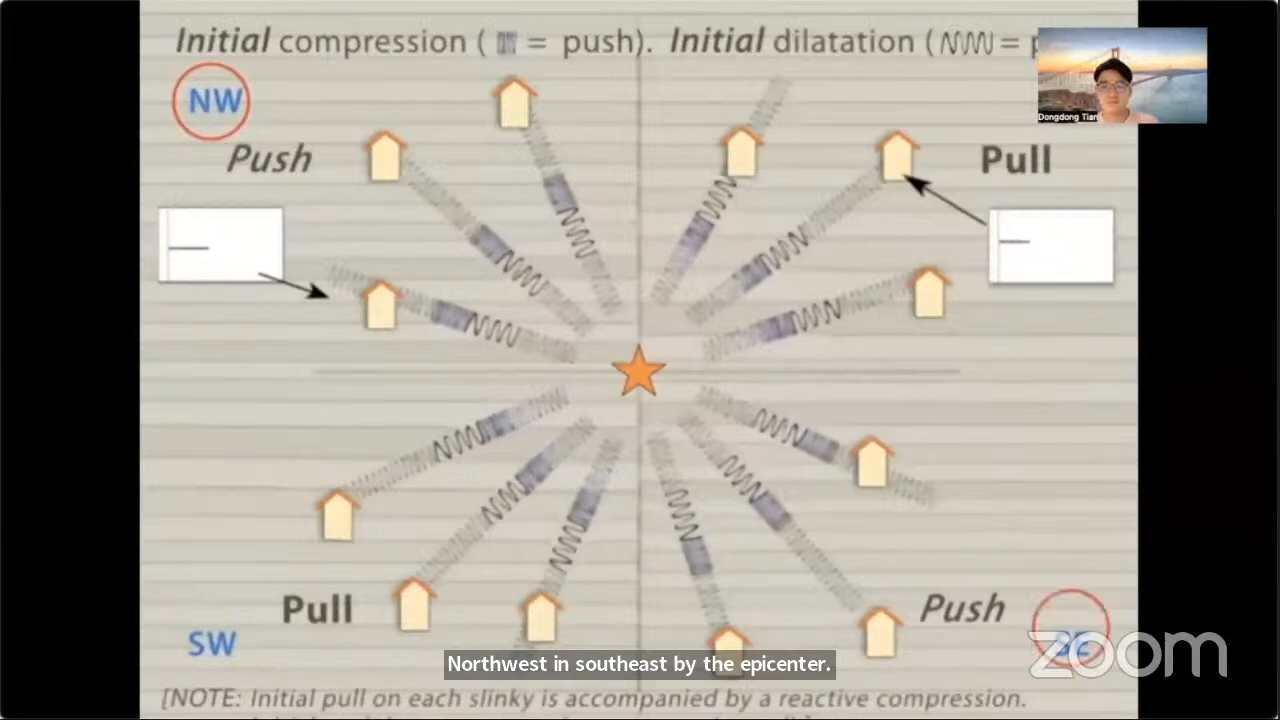 Initial compression ( = push). Initial dilatation ( =
NW
Push
Pull
Dongdong Tian
Pull
Push
SW
SE
zoom
Northwest in southeast by the epicenter.
[NOTE: Initial pull on each slinky is accompanied by a reactive compression.